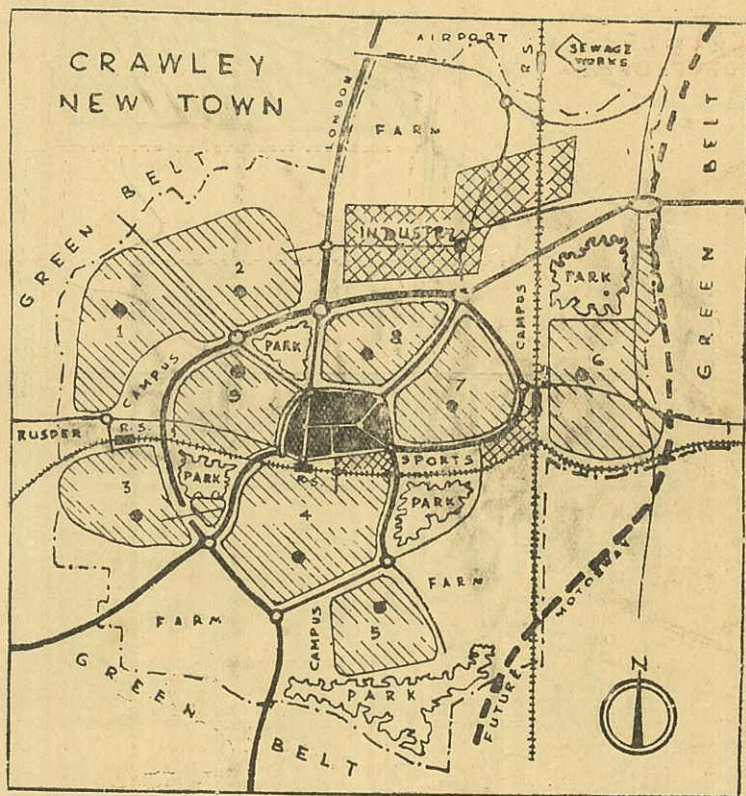 CRAWLEY
NEW TOWN
AIRPORT
R.S.
SEWAGE
WORKS
LONDON
FARM
BELT
GREEN BELT
INDUSTRY
2
1
PARK
PARK
CAMPUS
GREEN
8
CAMPUS
9
7
6
RUSPER
R.S.
SPORTS
R.S.
3
PARK
4
PARK
FARM
MOTORWAY
FARM
5
CAMPUS
N
GREEN
PARK
FUTURE
BELT